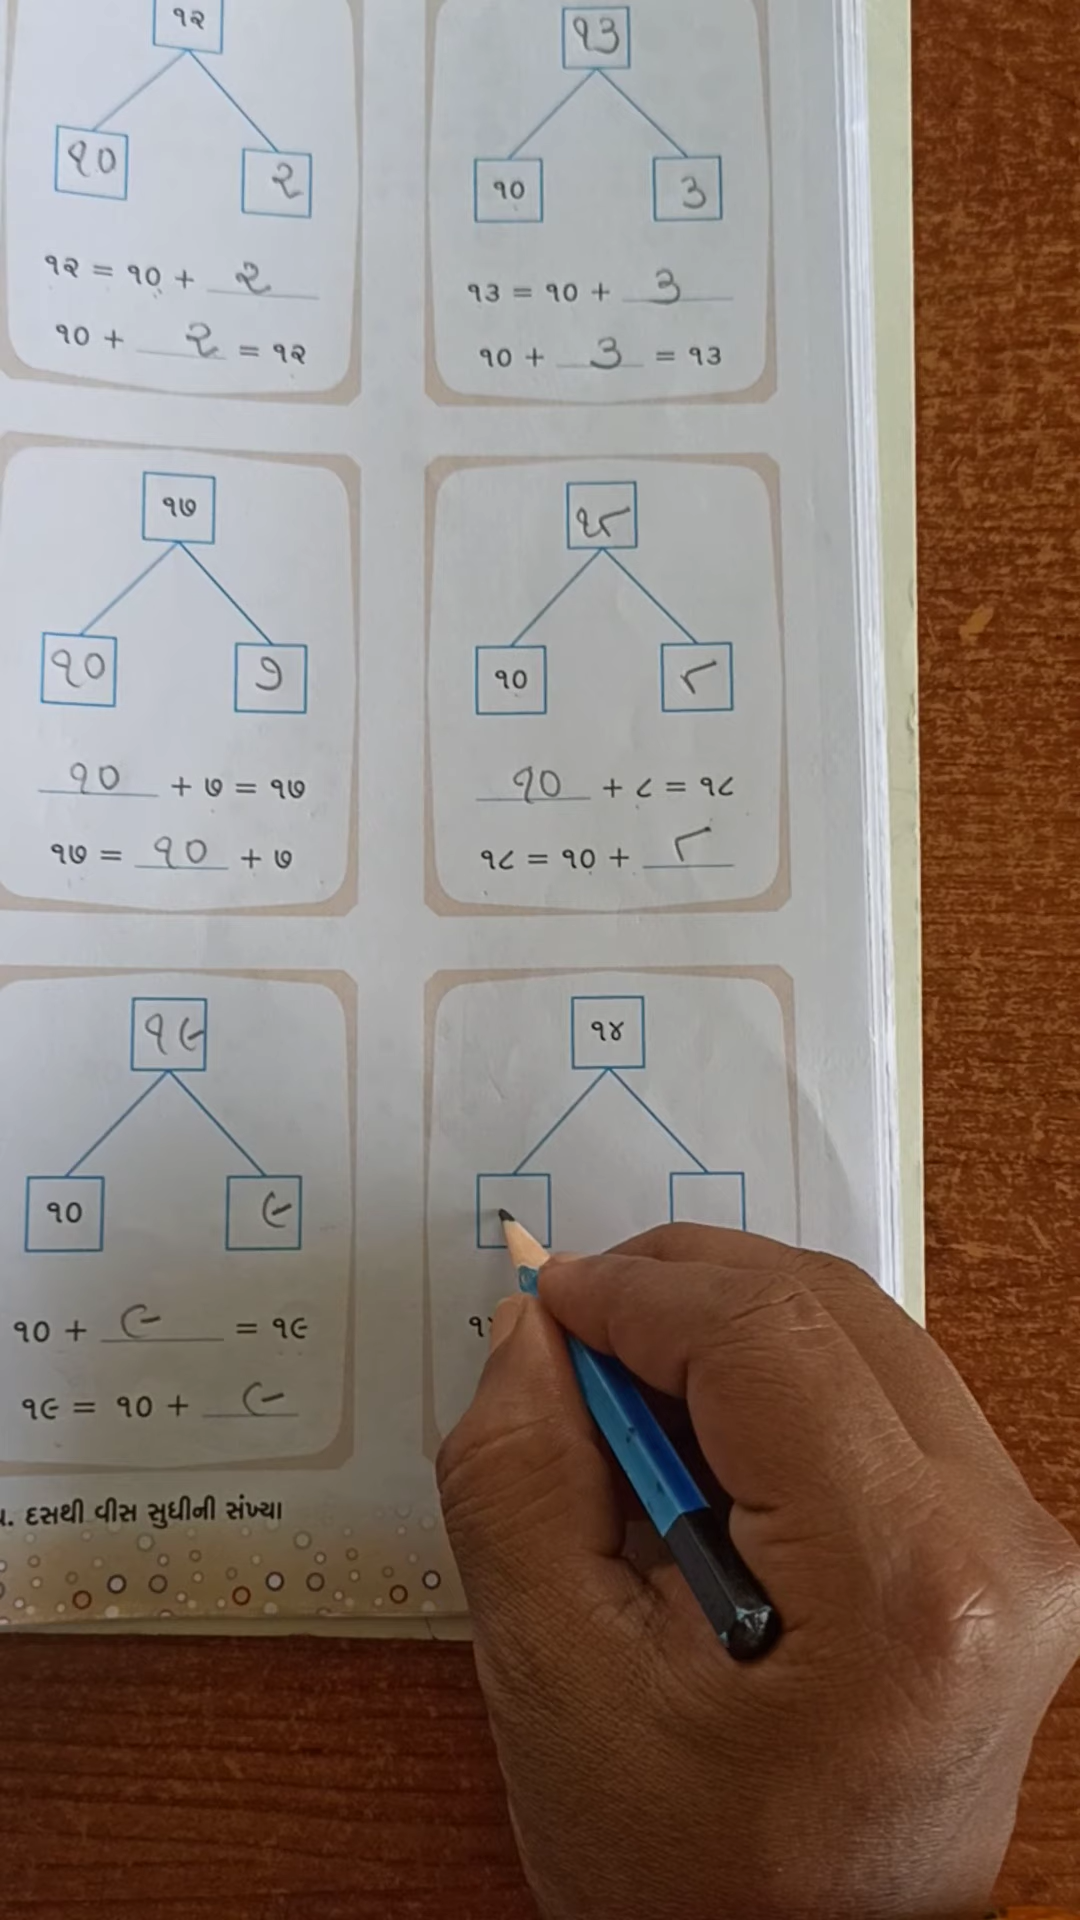 ૧૨
૧૦
૨
૧૨ = ૧૦ + ૨
૧૦ + ૨ = ૧૨
૧૩
૧૦
૩
૧૩ = ૧૦ + ૩
૧૦ + ૩ = ૧૩
૧૭
૧૦
૭
૧૦ + ૭ = ૧૭
૧૭ = ૧૦ + ૭
૧૮
૧૦
૮
૧૦ + ૮ = ૧૮
૧૮ = ૧૦ + ૮
૧૯
૧૦
૯
૧૦ + ૯ = ૧૯
૧૯ = ૧૦ + ૯
૧૪
દસથી વીસ સુધીની સંખ્યા